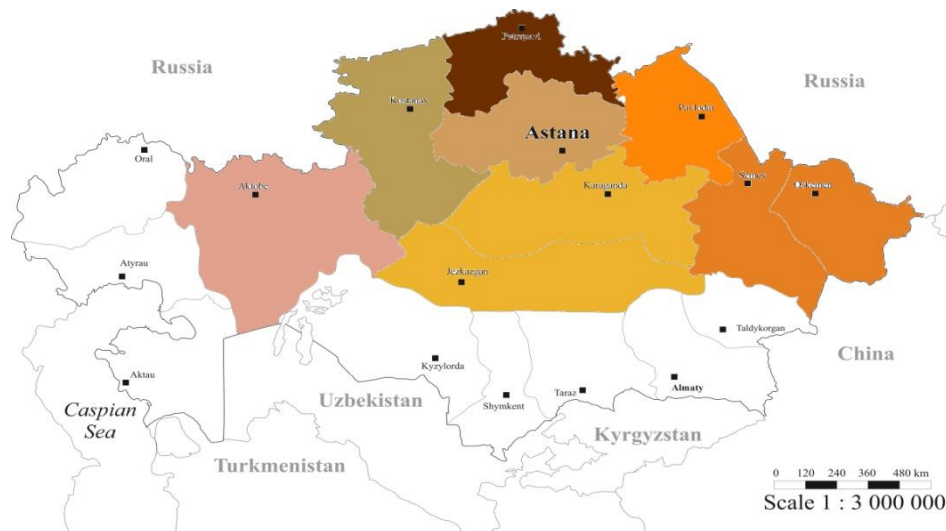 Petropavl
Russia
Russia
Kostanay
Pavlodar
Astana
Oral
Aktobe
Karaganda
Semey
Oskemen
Atyrau
Jezkazgan
Taldykorgan
China
Kyzylorda
Aktau
Almaty
Uzbekistan
Shymkent
Taraz
Caspian
Sea
Kyrgyzstan
Turkmenistan
0 120 240 360 480 km
Scale 1 : 3 000 000